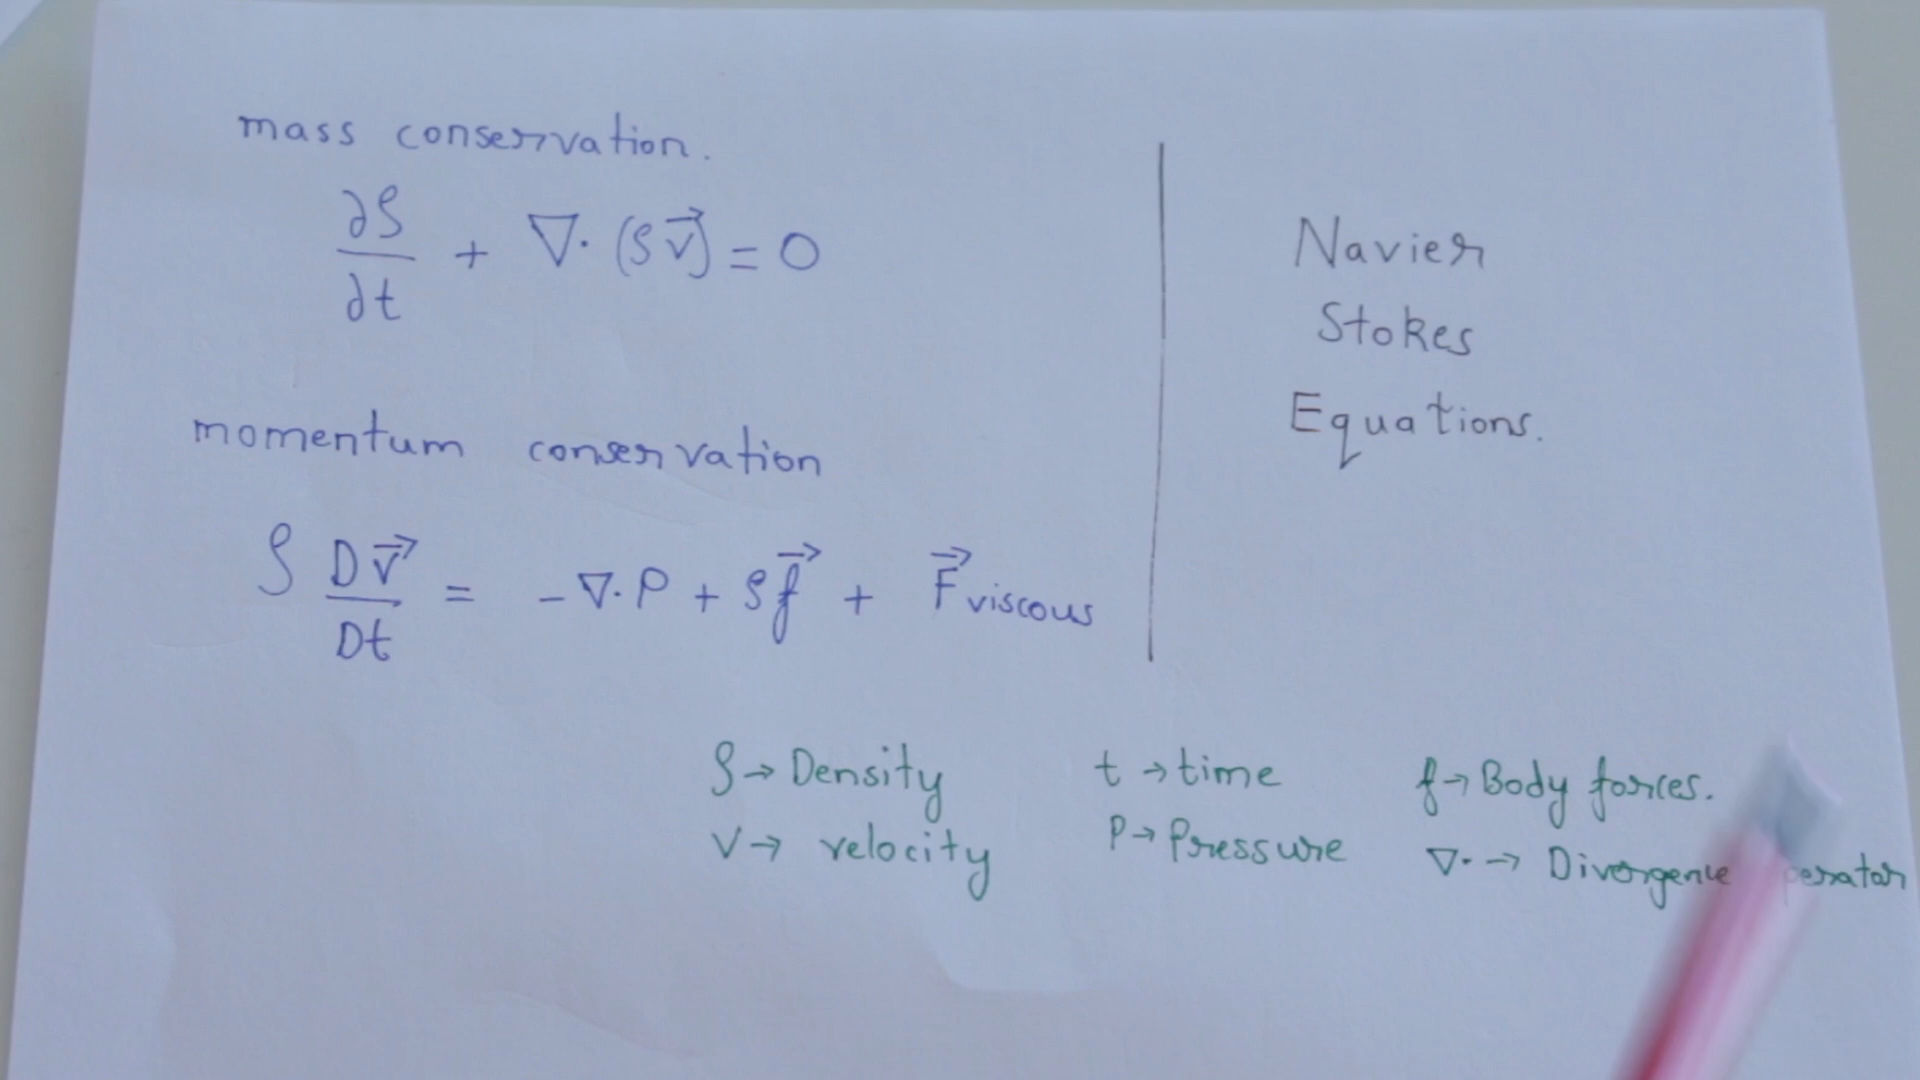 mass conservation.
∂ρ/∂t + ∇·(ρv⃗) = 0
momentum conservation
ρ Dv⃗/Dt = -∇·P + ρf⃗ + F⃗viscous
Navier
Stokes
Equations.
ρ → Density t → time f → Body forces.
V → velocity P → Pressure ∇· → Divergence